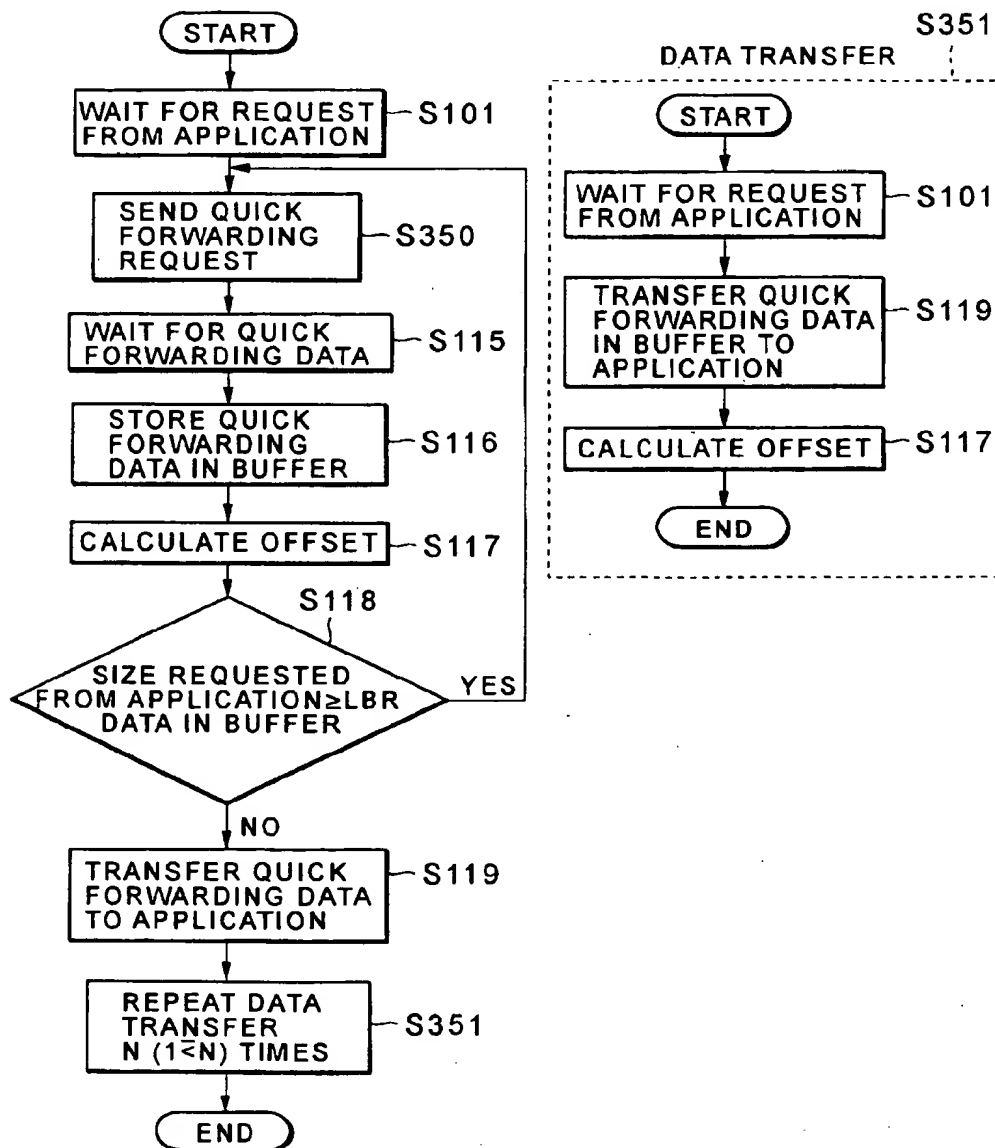 START
WAIT FOR REQUEST
FROM APPLICATION
S101
SEND QUICK
FORWARDING
REQUEST
S350
WAIT FOR QUICK
FORWARDING DATA
S115
STORE QUICK
FORWARDING
DATA IN BUFFER
S116
CALCULATE OFFSET
S117
S118
SIZE REQUESTED
FROM APPLICATION≥LBR
DATA IN BUFFER
YES
NO
TRANSFER QUICK
FORWARDING DATA
TO APPLICATION
S119
REPEAT DATA
TRANSFER
N (1≤N) TIMES
S351
END
S351
DATA TRANSFER
START
WAIT FOR REQUEST
FROM APPLICATION
S101
TRANSFER QUICK
FORWARDING DATA
IN BUFFER TO
APPLICATION
S119
CALCULATE OFFSET
S117
END